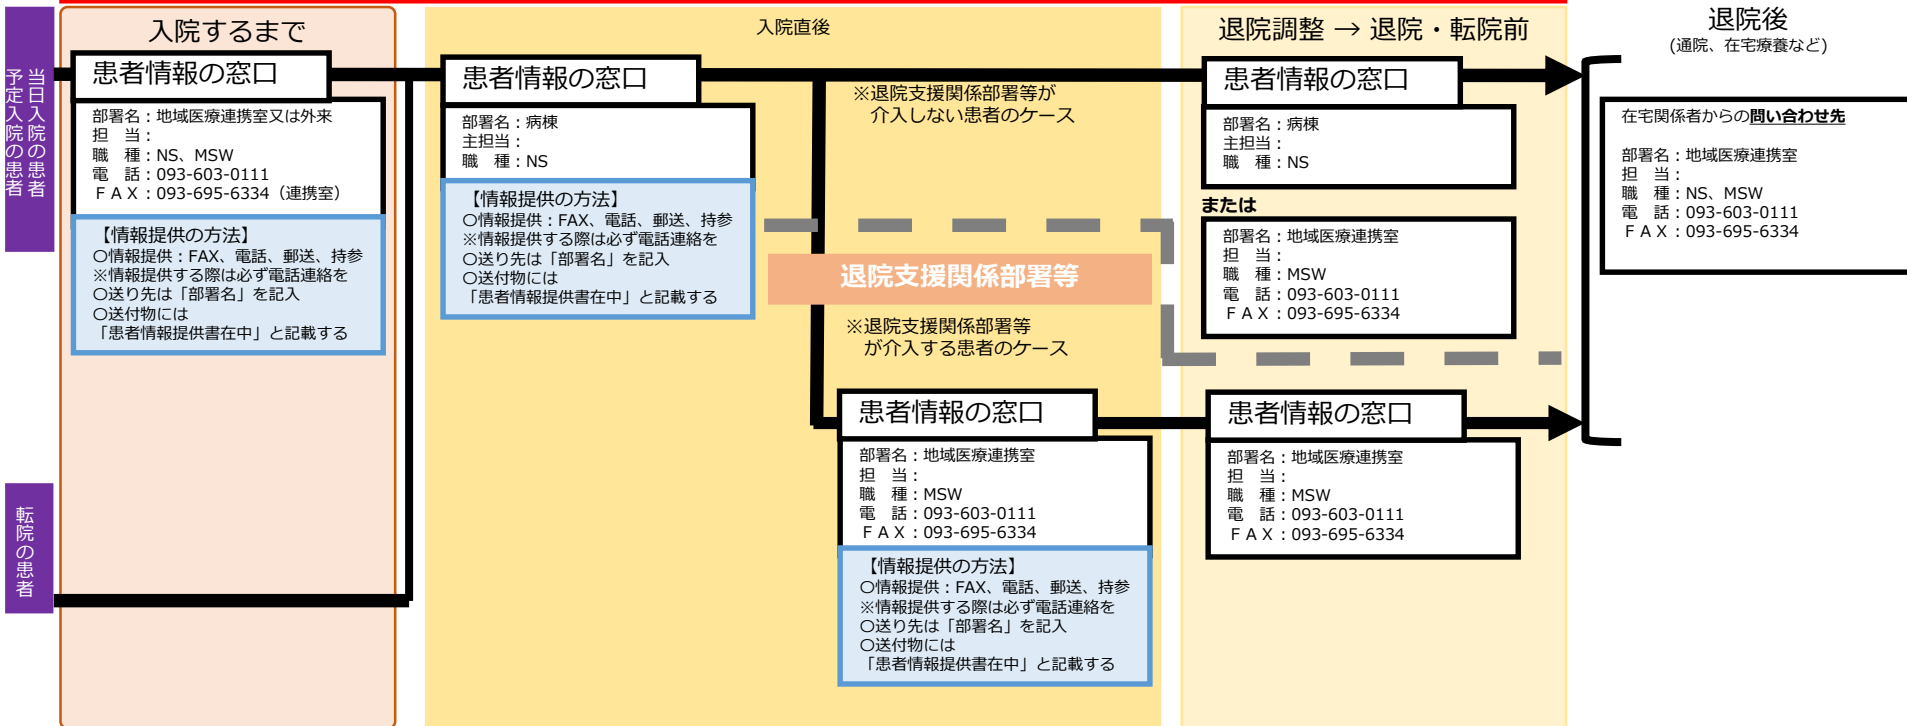 当日入院の患者
予定入院の患者
転院の患者
入院するまで
患者情報の窓口
部署名：地域医療連携室又は外来
担　当：
職　種：NS、MSW
電　話：093-603-0111
ＦＡＸ：093-695-6334（連携室）
【情報提供の方法】
○情報提供：FAX、電話、郵送、持参
※情報提供する際は必ず電話連絡を
○送り先は「部署名」を記入
○送付物には
「患者情報提供書在中」と記載する
入院直後
患者情報の窓口
部署名：病棟
主担当：
職　種：NS
【情報提供の方法】
○情報提供：FAX、電話、郵送、持参
※情報提供する際は必ず電話連絡を
○送り先は「部署名」を記入
○送付物には
「患者情報提供書在中」と記載する
※退院支援関係部署等が
介入しない患者のケース
退院支援関係部署等
※退院支援関係部署等
が介入する患者のケース
患者情報の窓口
部署名：地域医療連携室
担　当：
職　種：MSW
電　話：093-603-0111
ＦＡＸ：093-695-6334
【情報提供の方法】
○情報提供：FAX、電話、郵送、持参
※情報提供する際は必ず電話連絡を
○送り先は「部署名」を記入
○送付物には
「患者情報提供書在中」と記載する
退院調整 → 退院・転院前
患者情報の窓口
部署名：病棟
主担当：
職　種：NS
または
部署名：地域医療連携室
担　当：
職　種：MSW
電　話：093-603-0111
ＦＡＸ：093-695-6334
患者情報の窓口
部署名：地域医療連携室
担　当：
職　種：MSW
電　話：093-603-0111
ＦＡＸ：093-695-6334
退院後
(通院、在宅療養など)
在宅関係者からの問い合わせ先
部署名：地域医療連携室
担　当：
職　種：NS、MSW
電　話：093-603-0111
ＦＡＸ：093-695-6334